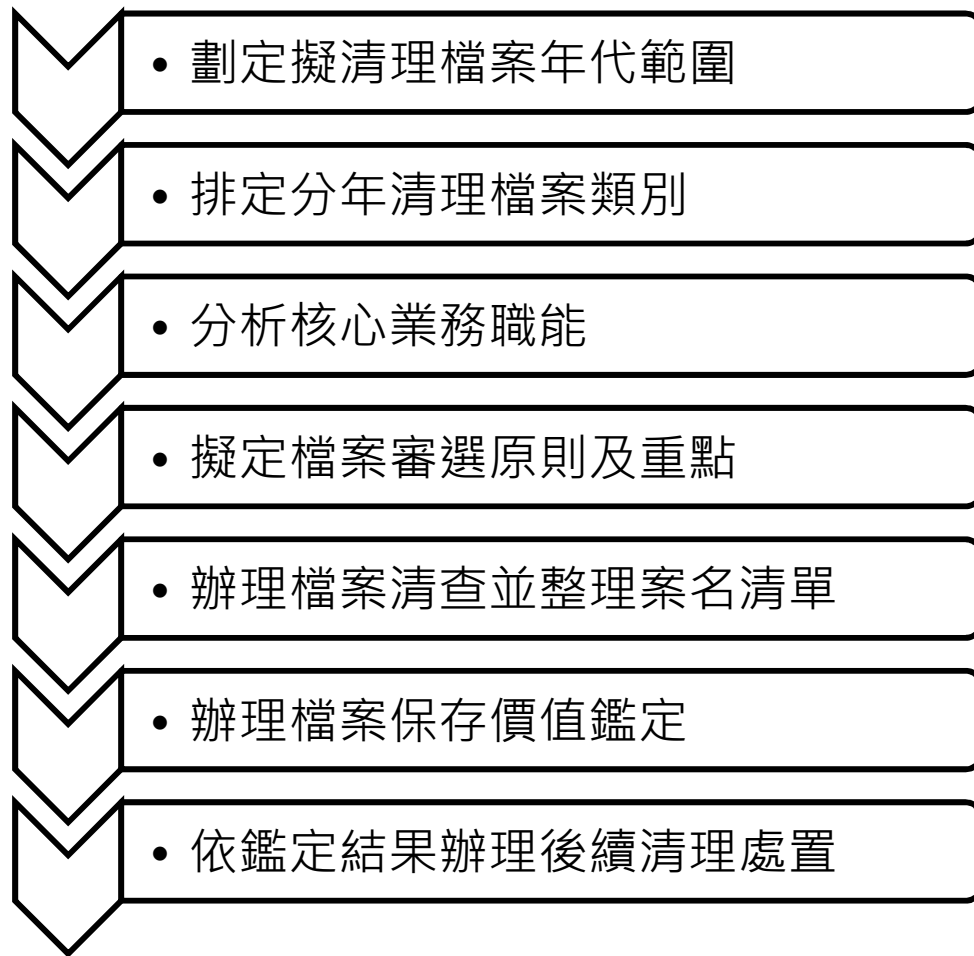 • 劃定擬清理檔案年代範圍
• 排定分年清理檔案類別
• 分析核心業務職能
• 擬定檔案審選原則及重點
• 辦理檔案清查並整理案名清單
• 辦理檔案保存價值鑑定
• 依鑑定結果辦理後續清理處置